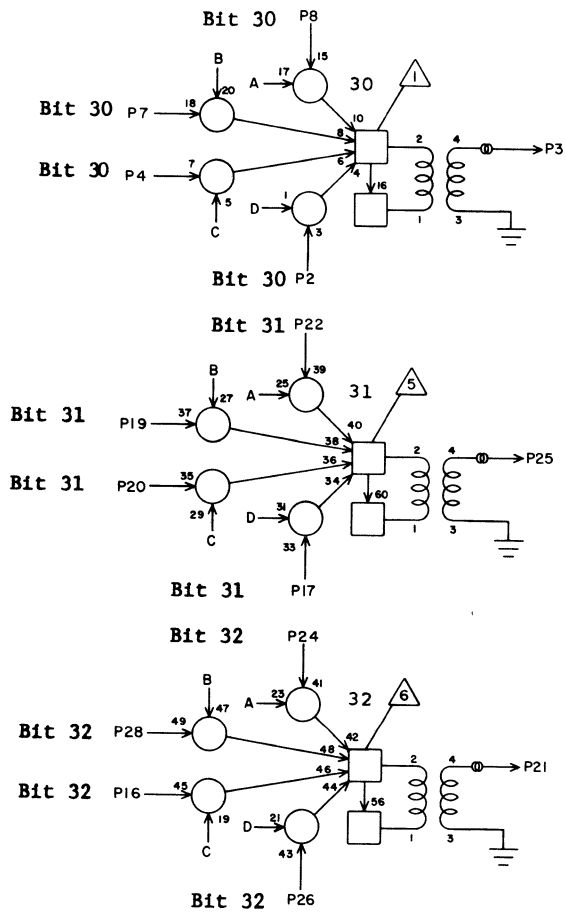 Bit 30 P8
15
B
A 17 30 1
20
18 10
Bit 30 P7
8 2 4
P3
7 6
Bit 30 P4
4
16
1
D
5
3 1 3
C
Bit 30 P2
Bit 31 P22
39
B
A 25 31 5
27
37 40
Bit 31 P19
38 2 4
P25
35 36
Bit 31 P20
34
60
31
D
29
33 1 3
C
Bit 31 P17
Bit 32 P24
41
B
A 23 32 6
47
49 42
Bit 32 P28
48 2 4
P21
45 46
Bit 32 P16
44
56
21
D
19
43 1 3
C
Bit 32 P26